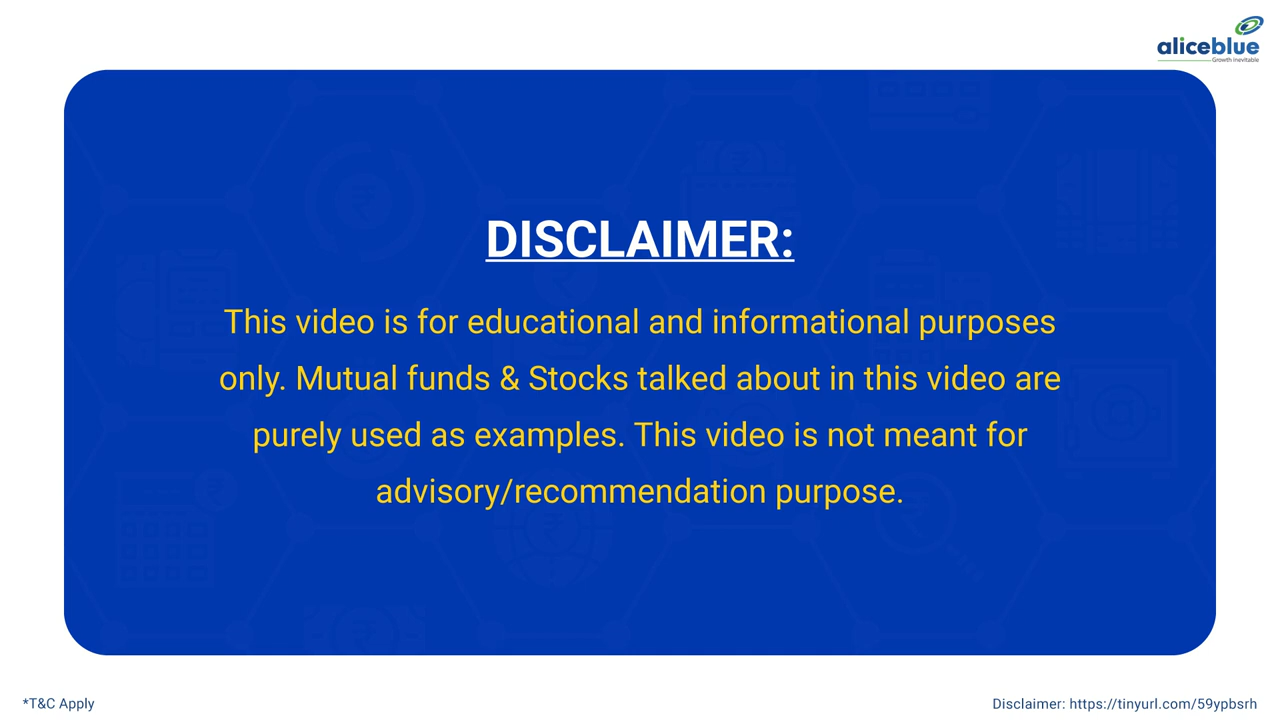 aliceblue
Growth inevitable
DISCLAIMER:
This video is for educational and informational purposes
only. Mutual funds & Stocks talked about in this video are
purely used as examples. This video is not meant for
advisory/recommendation purpose.
*T&C Apply
Disclaimer: https://tinyurl.com/59ypbsrh